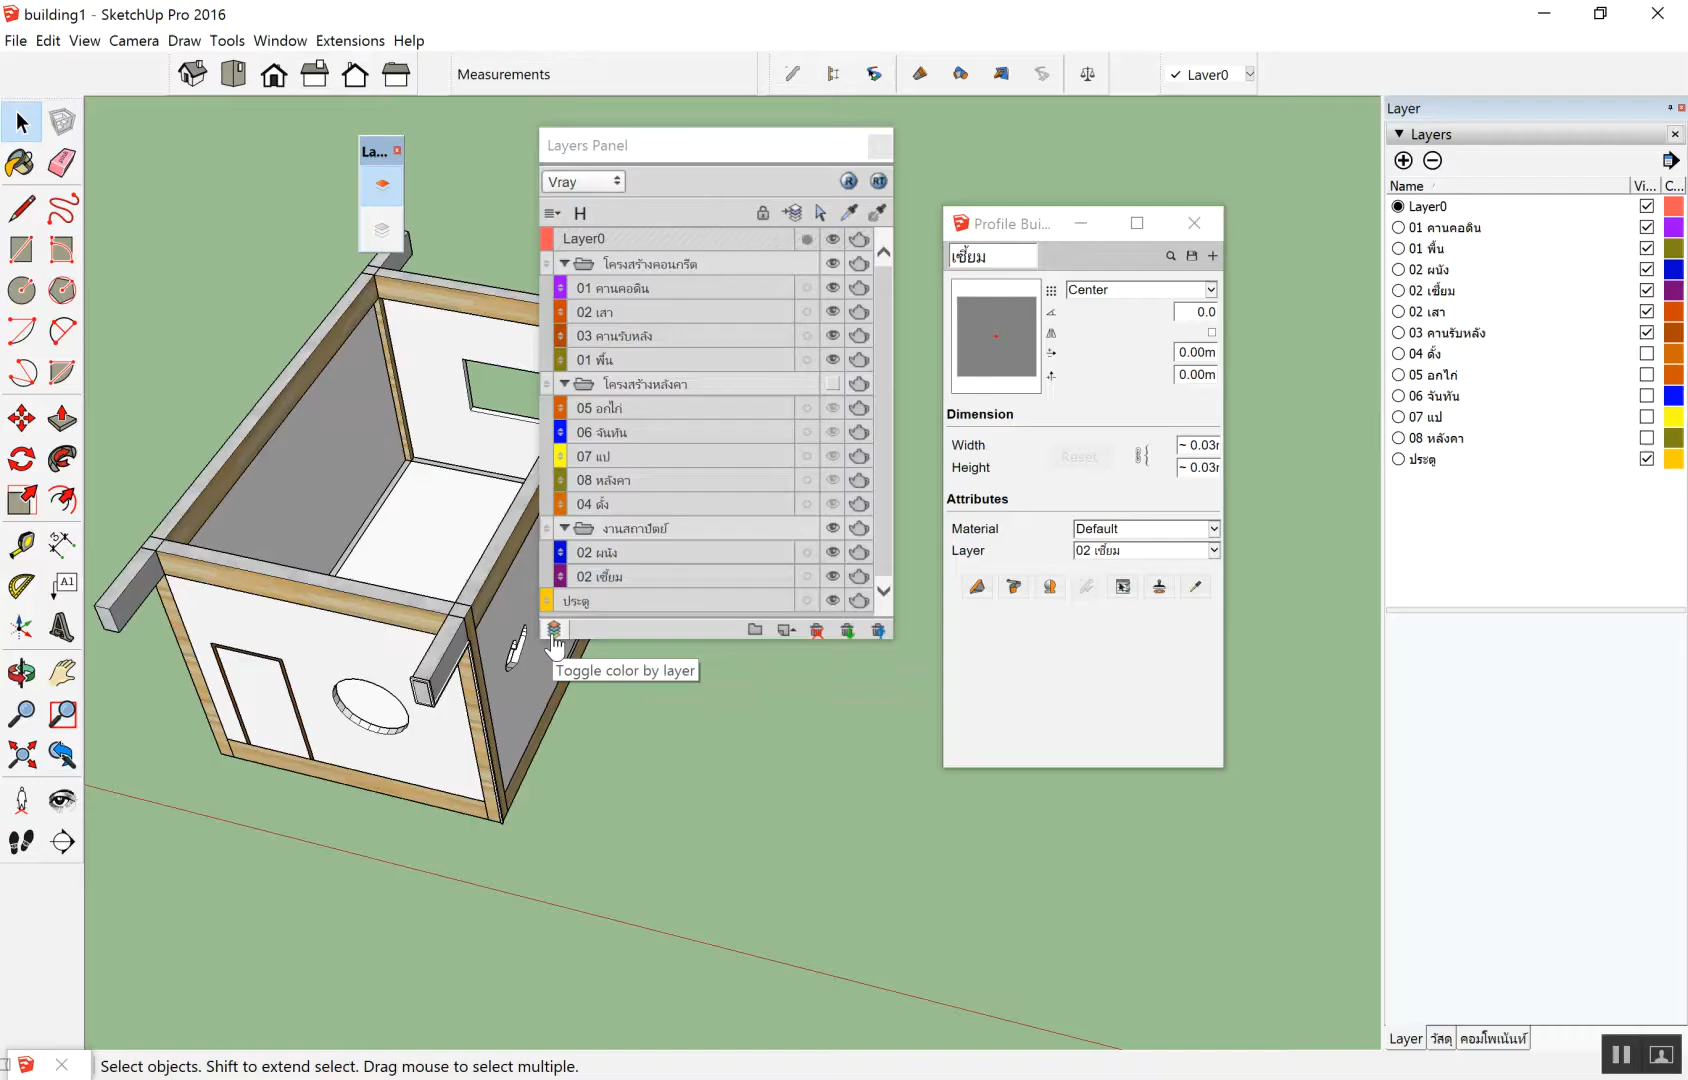 building1 - SketchUp Pro 2016
File Edit View Camera Draw Tools Window Extensions Help
Measurements
Layer0
La...
Layers Panel
Vray
R RT
H
Layer0
โครงสร้างคอนกรีต
01 คานคอดิน
02 เสา
03 คานรับหลัง
01 พื้น
โครงสร้างหลังคา
05 อกไก่
06 จันทัน
07 แป
08 หลังคา
04 ดั้ง
งานสถาปัตย์
02 ผนัง
02 เซี้ยม
ประตู
Toggle color by layer
Profile Bui...
เซี้ยม
Center
0.0
0.00m
0.00m
Dimension
Width ~ 0.03
Reset
Height ~ 0.03
Attributes
Material Default
Layer 02 เซี้ยม
Layer
Layers
Name Vi... C...
Layer0
01 คานคอดิน
01 พื้น
02 ผนัง
02 เซี้ยม
02 เสา
03 คานรับหลัง
04 ดั้ง
05 อกไก่
06 จันทัน
07 แป
08 หลังคา
ประตู
Layer วัสดุ คอมโพเน้นท์
A1
Select objects. Shift to extend select. Drag mouse to select multiple.